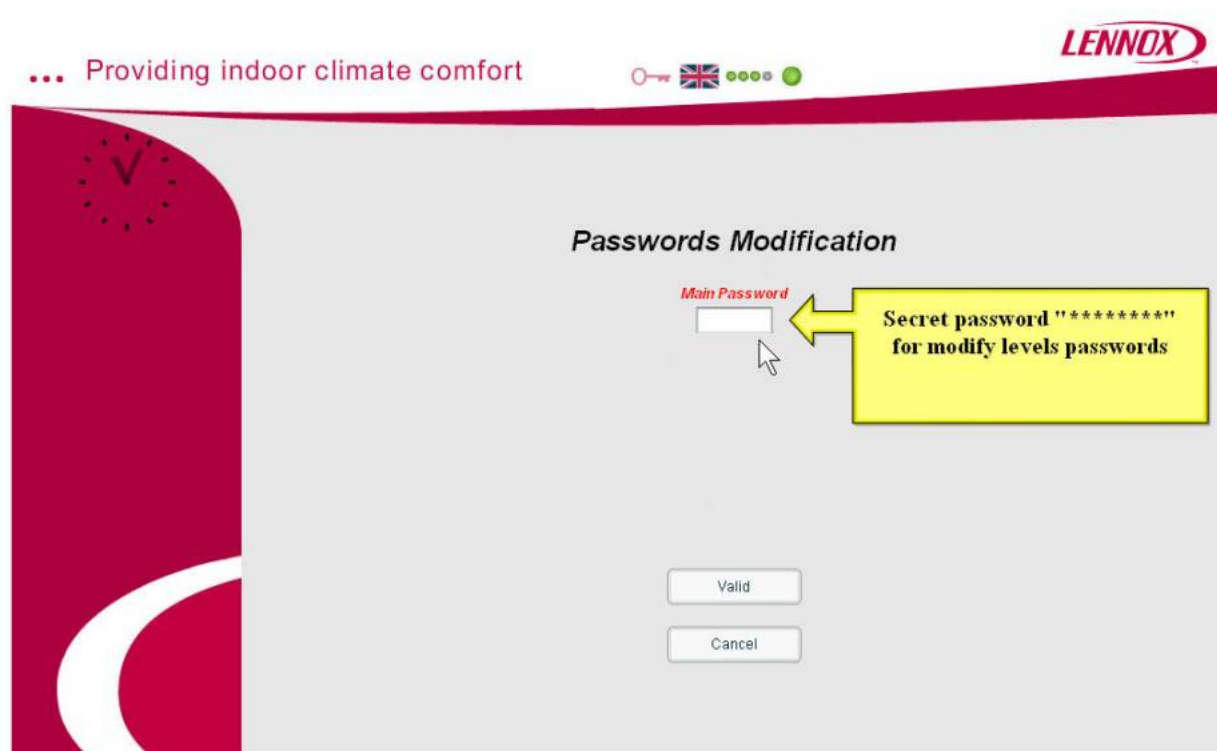 ... Providing indoor climate comfort
LENNOX
Passwords Modification
Main Password
Secret password "********"
for modify levels passwords
Valid
Cancel